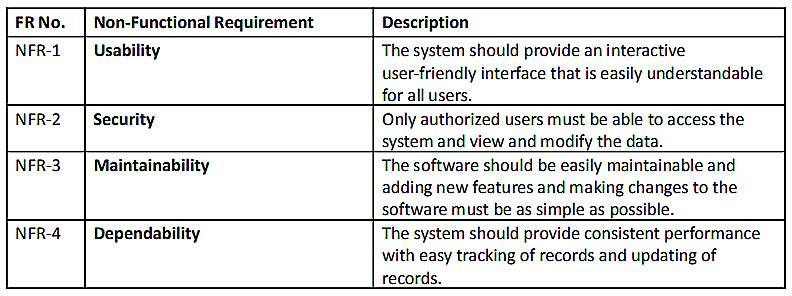 FR No. Non-Functional Requirement Description
NFR-1 Usability The system should provide an interactive
user-friendly interface that is easily understandable
for all users.
NFR-2 Security Only authorized users must be able to access the
system and view and modify the data.
NFR-3 Maintainability The software should be easily maintainable and
adding new features and making changes to the
software must be as simple as possible.
NFR-4 Dependability The system should provide consistent performance
with easy tracking of records and updating of
records.